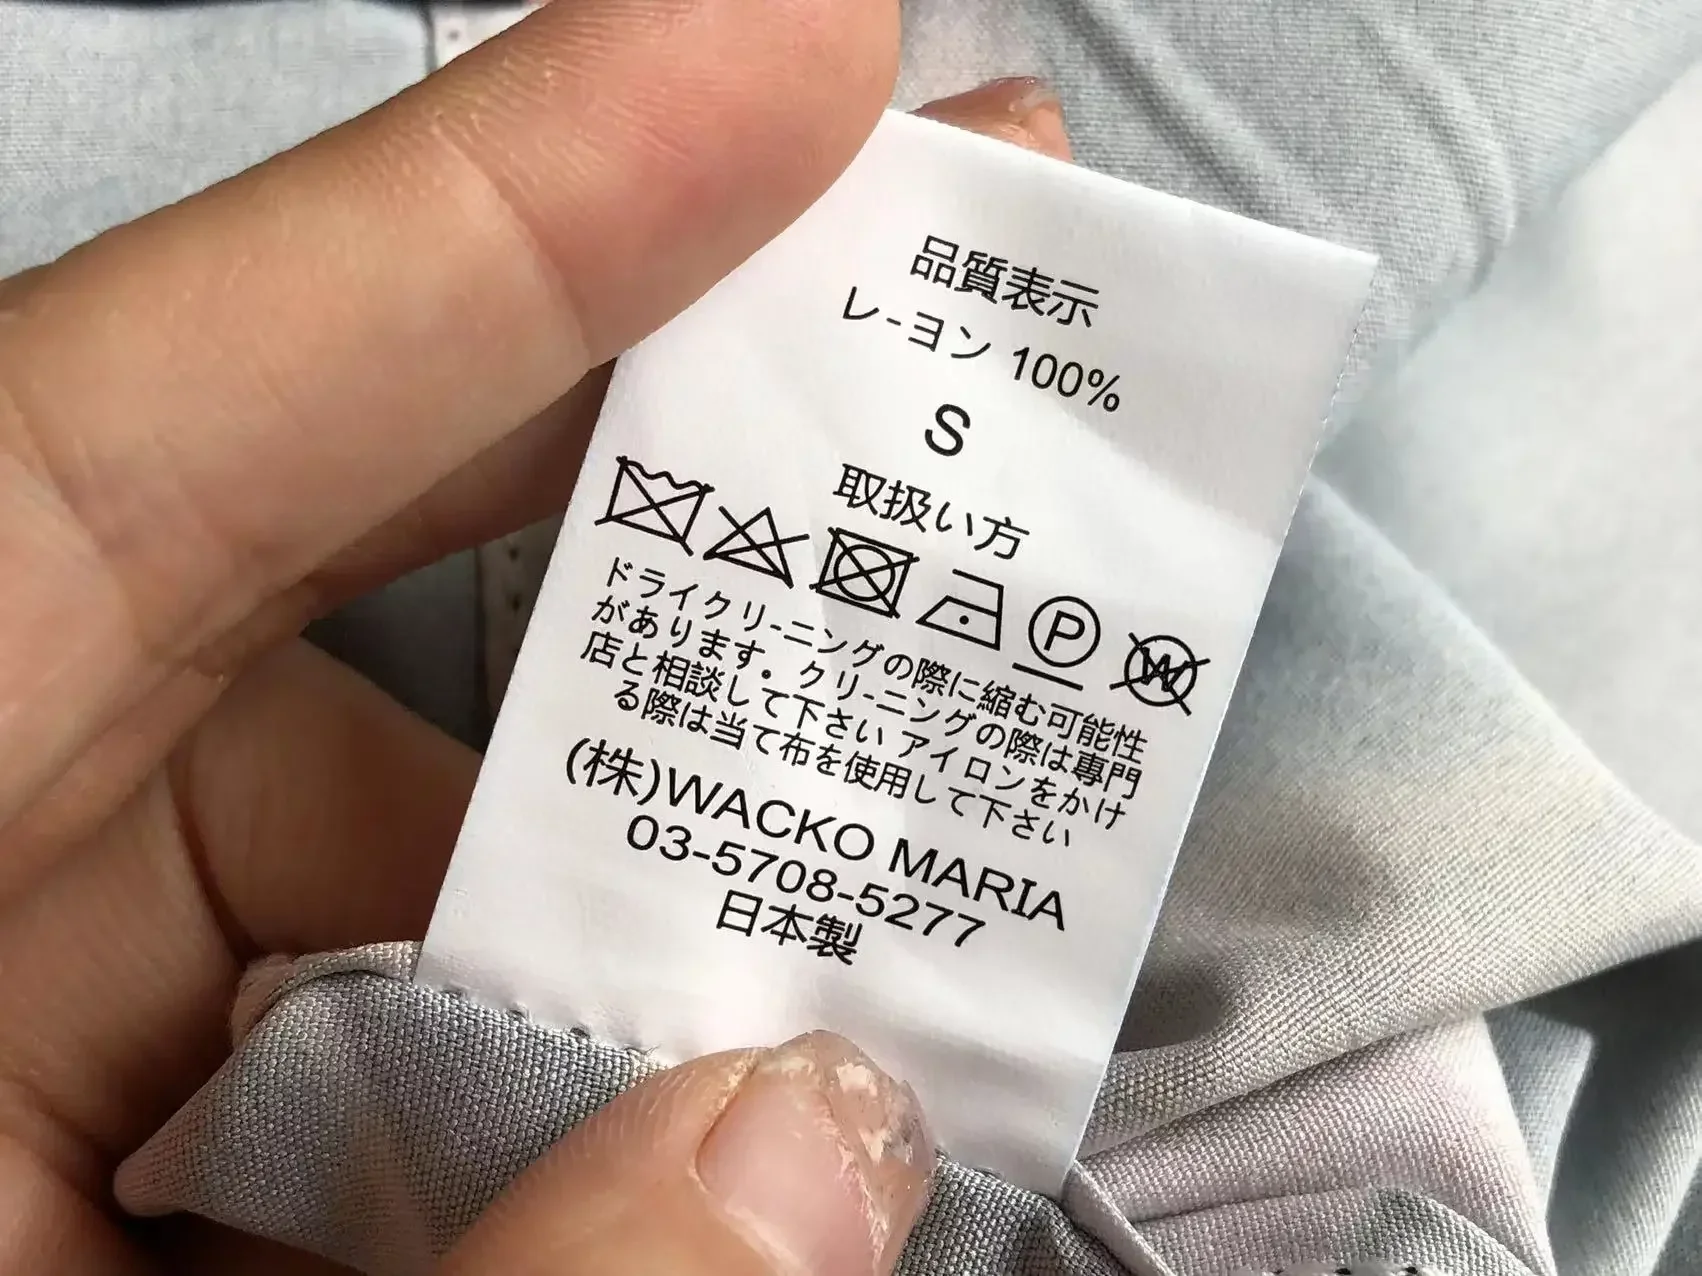 品質表示
レ-ヨン 100%
S
取扱い方
P
W
ドライクリ-ニングの際に縮む可能性
があります。クリ-ニングの際は專門
店と相談して下さい アイロンをかけ
る際は当て布を使用して下さい
(株)WACKO MARIA
03-5708-5277
日本製